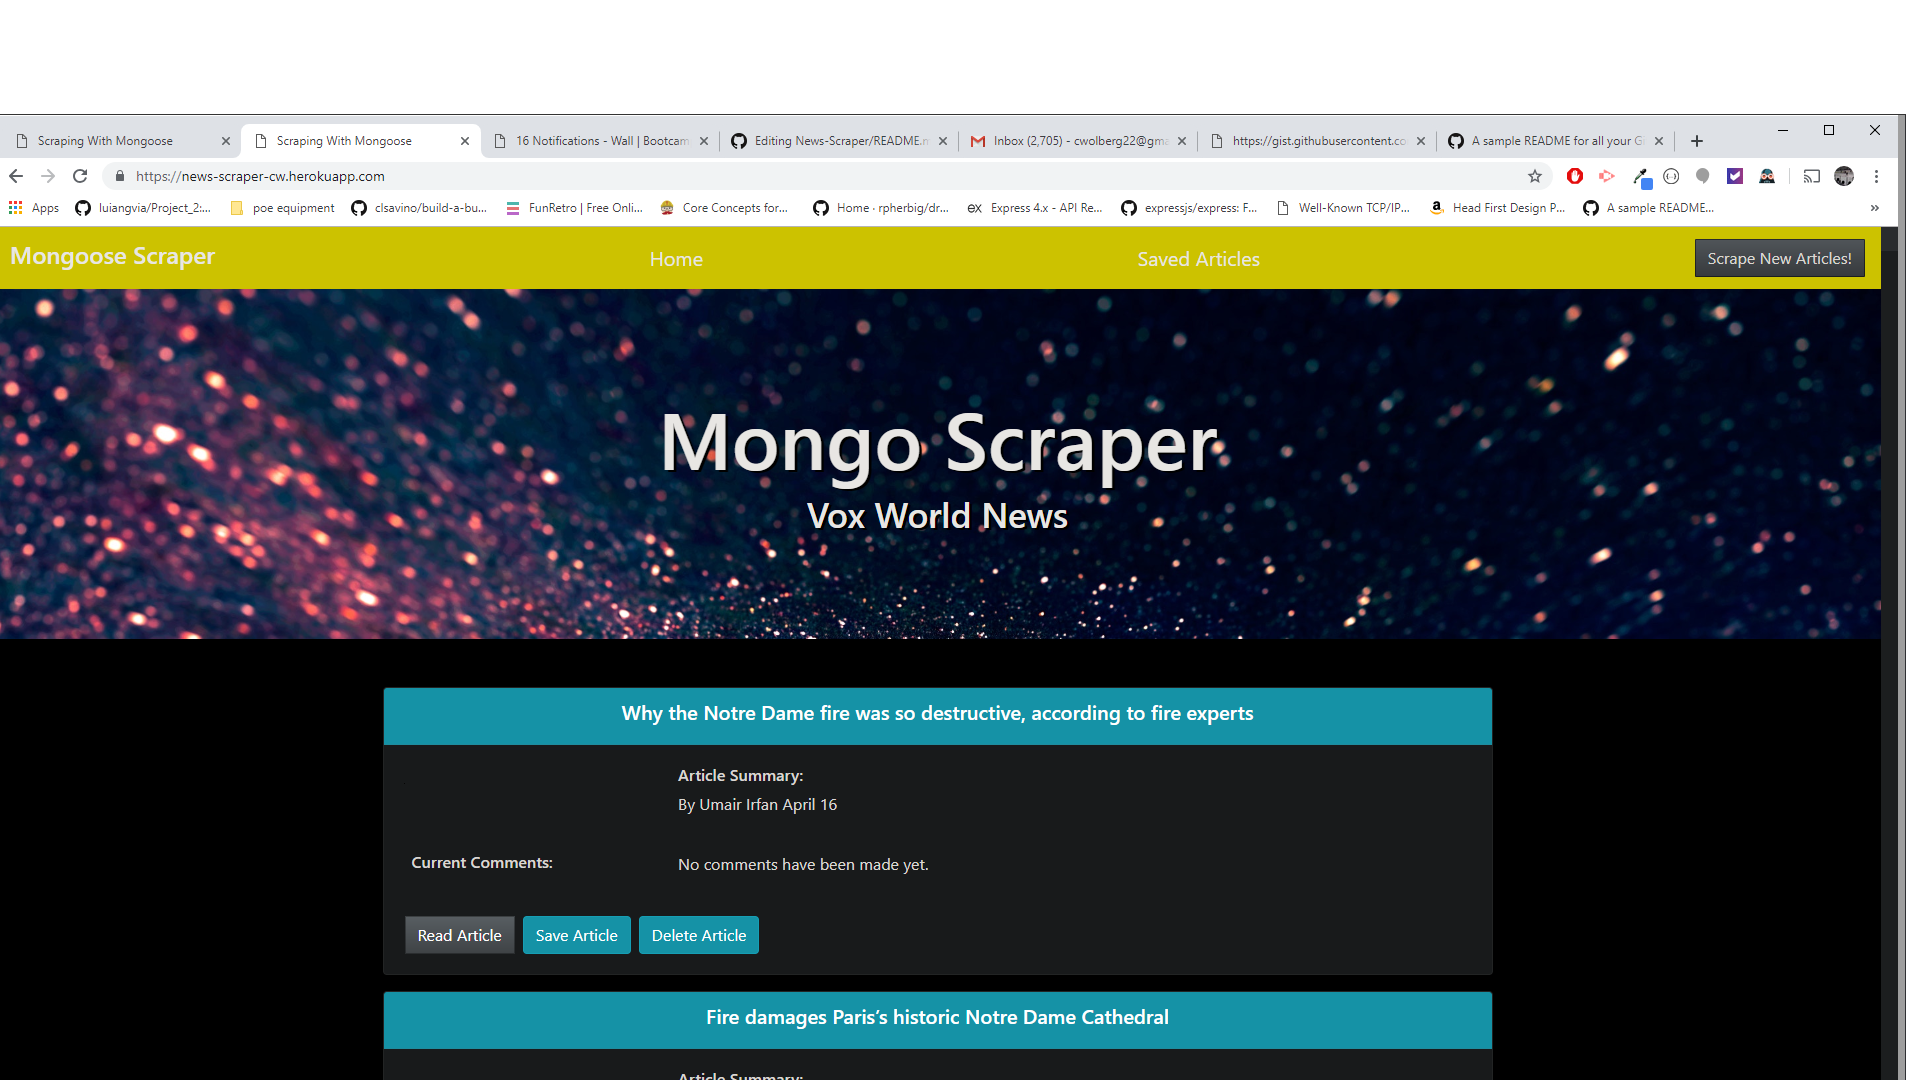 Scraping With Mongoose
Scraping With Mongoose
16 Notifications - Wall | Bootcam
Editing News-Scraper/README.m
Inbox (2,705) - cwolberg22@gma
https://gist.githubusercontent.co
A sample README for all your Gi
https://news-scraper-cw.herokuapp.com
Apps
luiangvia/Project_2:...
poe equipment
clsavino/build-a-bu...
FunRetro | Free Onli...
Core Concepts for...
Home · rpherbig/dr...
ex Express 4.x - API Re...
expressjs/express: F...
Well-Known TCP/IP...
Head First Design P...
A sample README...
»
Mongoose Scraper
Home
Saved Articles
Scrape New Articles!
Mongo Scraper
Vox World News
Why the Notre Dame fire was so destructive, according to fire experts
Article Summary:
By Umair Irfan April 16
Current Comments:
No comments have been made yet.
Read Article
Save Article
Delete Article
Fire damages Paris’s historic Notre Dame Cathedral
Article Summary: